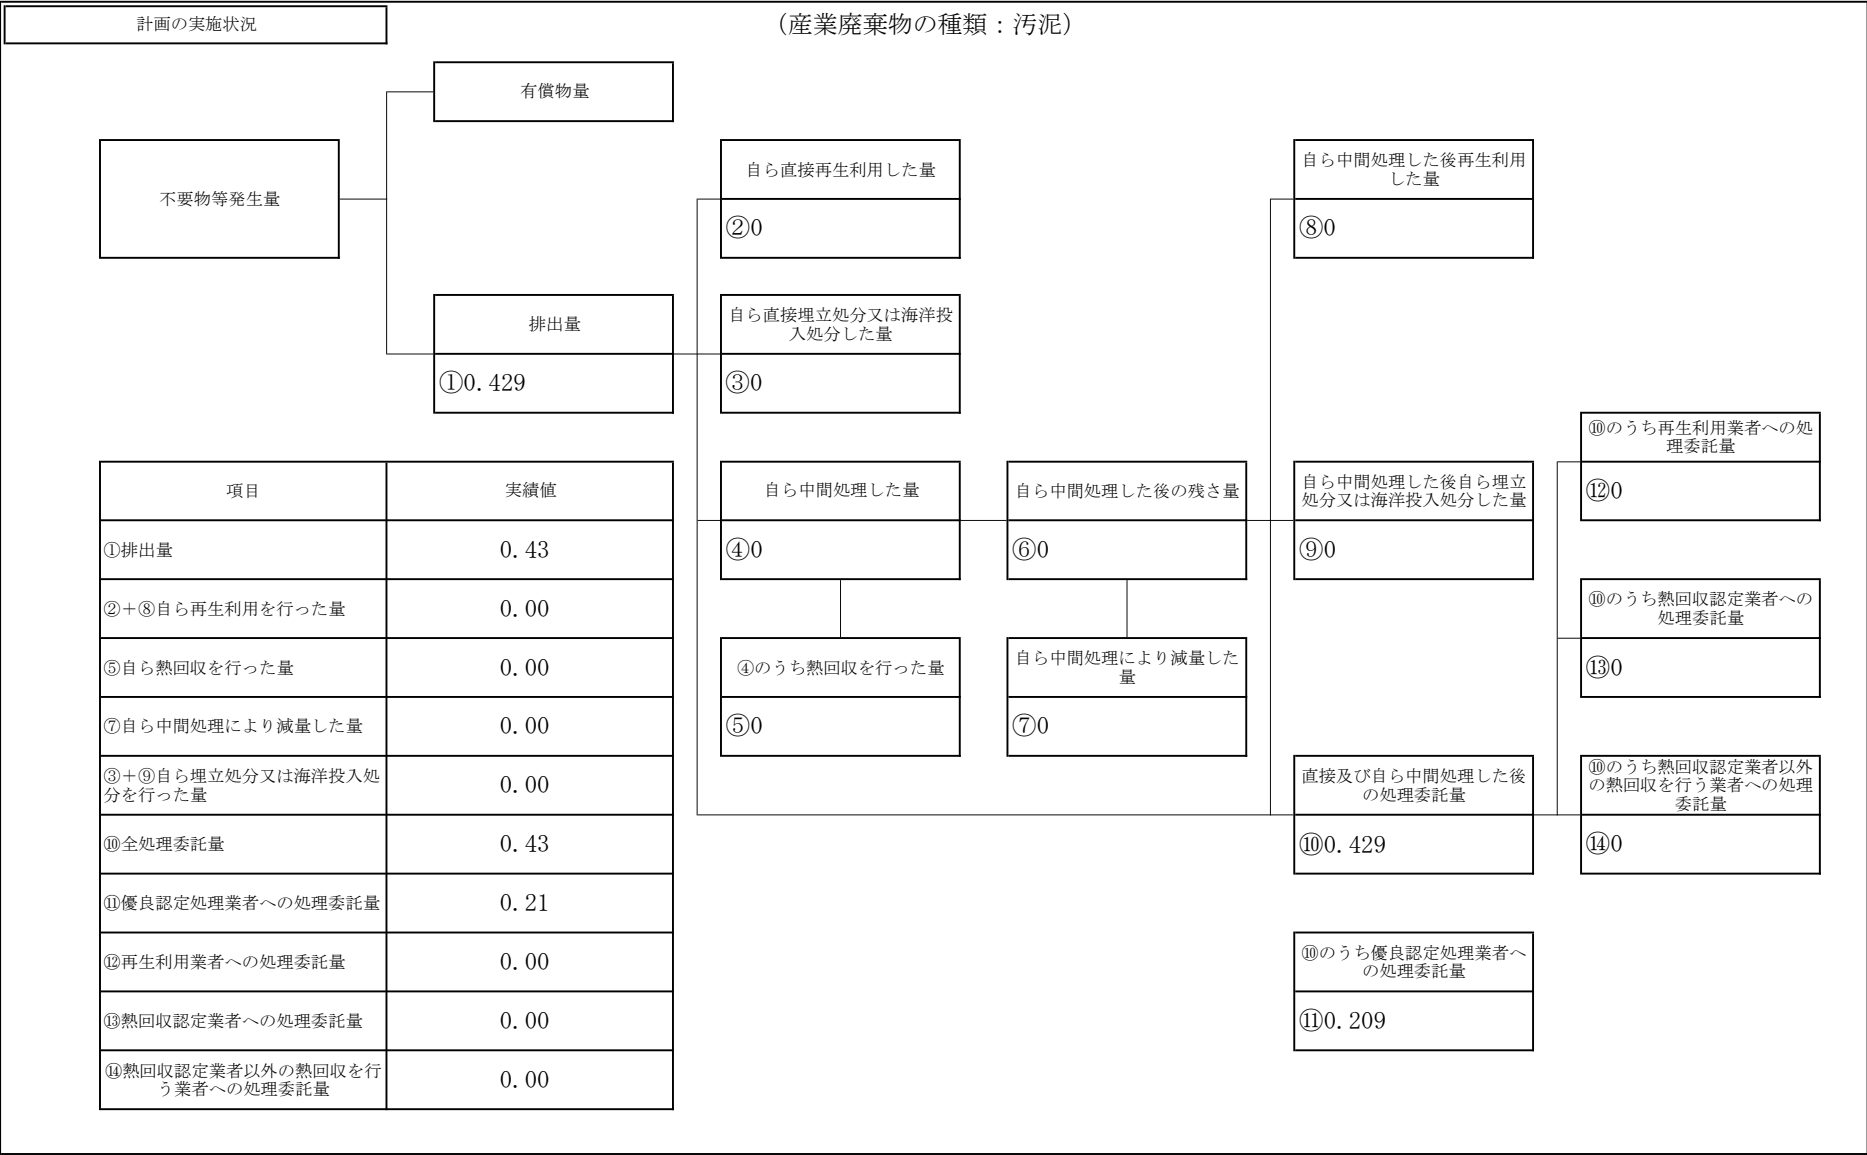 計画の実施状況
（産業廃棄物の種類：汚泥）
有償物量
不要物等発生量
自ら直接再生利用した量
②0
自ら中間処理した後再生利用
した量
⑧0
排出量
①0.429
自ら直接埋立処分又は海洋投
入処分した量
③0
⑩のうち再生利用業者への処
理委託量
⑫0
自ら中間処理した量
④0
自ら中間処理した後の残さ量
⑥0
自ら中間処理した後自ら埋立
処分又は海洋投入処分した量
⑨0
⑩のうち熱回収認定業者への
処理委託量
⑬0
④のうち熱回収を行った量
⑤0
自ら中間処理により減量した
量
⑦0
直接及び自ら中間処理した後
の処理委託量
⑩0.429
⑩のうち熱回収認定業者以外
の熱回収を行う業者への処理
委託量
⑭0
⑩のうち優良認定処理業者へ
の処理委託量
⑪0.209
項目 実績値
①排出量 0.43
②＋⑧自ら再生利用を行った量 0.00
⑤自ら熱回収を行った量 0.00
⑦自ら中間処理により減量した量 0.00
③＋⑨自ら埋立処分又は海洋投入処
分を行った量 0.00
⑩全処理委託量 0.43
⑪優良認定処理業者への処理委託量 0.21
⑫再生利用業者への処理委託量 0.00
⑬熱回収認定業者への処理委託量 0.00
⑭熱回収認定業者以外の熱回収を行
う業者への処理委託量 0.00